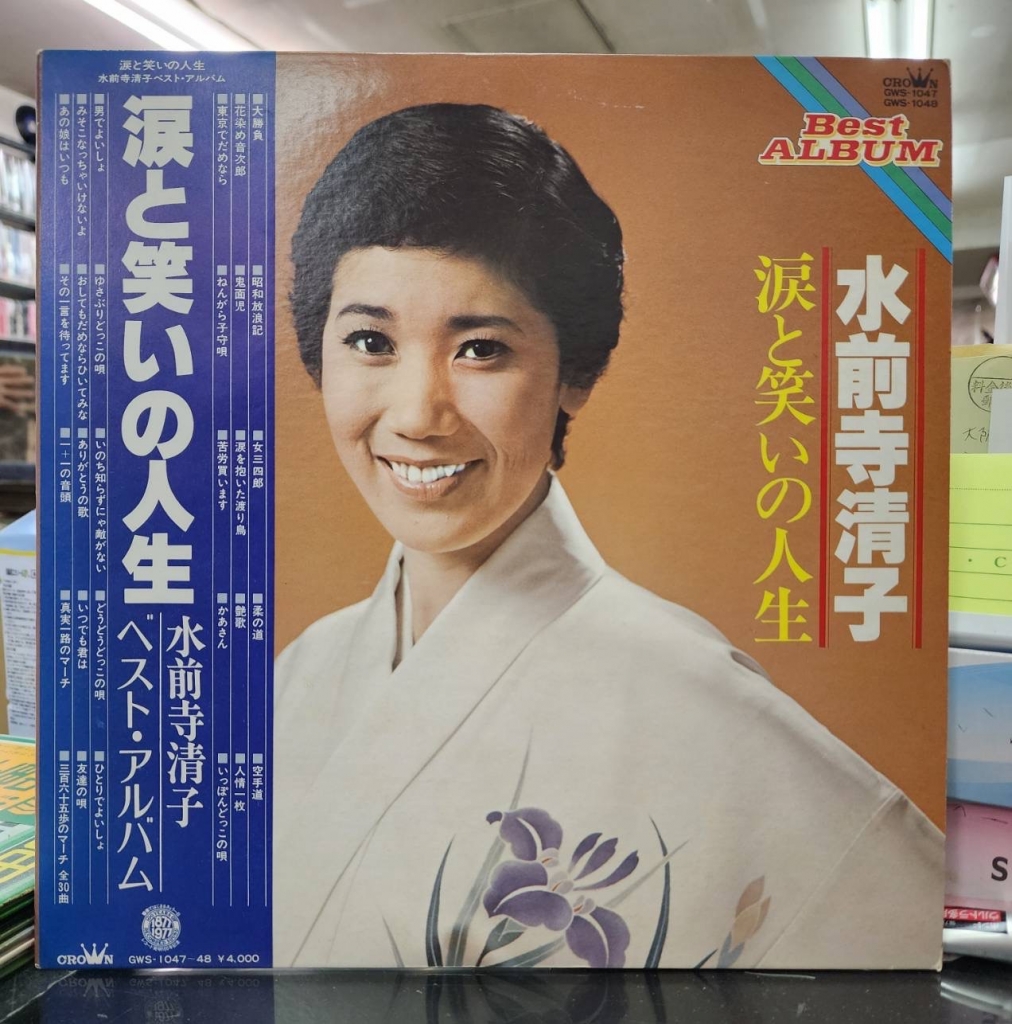 涙と笑いの人生
水前寺清子ベスト・アルバム
■大勝負
■昭和放浪記
■女三四郎
■柔の道
■空手道
■花染め音次郎
■鬼面児
■涙を抱いた渡り鳥
■艶歌
■人情一枚
■東京でだめなら
■ねんがら子守唄
■苦労買います
■かあさん
■いっぽんどっこの唄
涙と笑いの人生
水前寺清子
ベスト・アルバム
■男でよいしょ
■ゆさぶりどっこの唄
■いのち知らずにゃ敵がない
■どうどうどっこの唄
■ひとりでよいしょ
■みそこなっちゃいけないよ
■おしてもだめならひいてみな
■ありがとうの歌
■いつでも君は
■友達の唄
■あの娘はいつも
■その一言を待ってます
■一+一の音頭
■真実一路のマーチ
■三百六十五歩のマーチ 全30曲
1877
1977
CROWN GWS-1047-48 ¥4,000
CROWN
GWS-1047
GWS-1048
Best
ALBUM
水前寺清子
涙と笑いの人生
ウルトラ